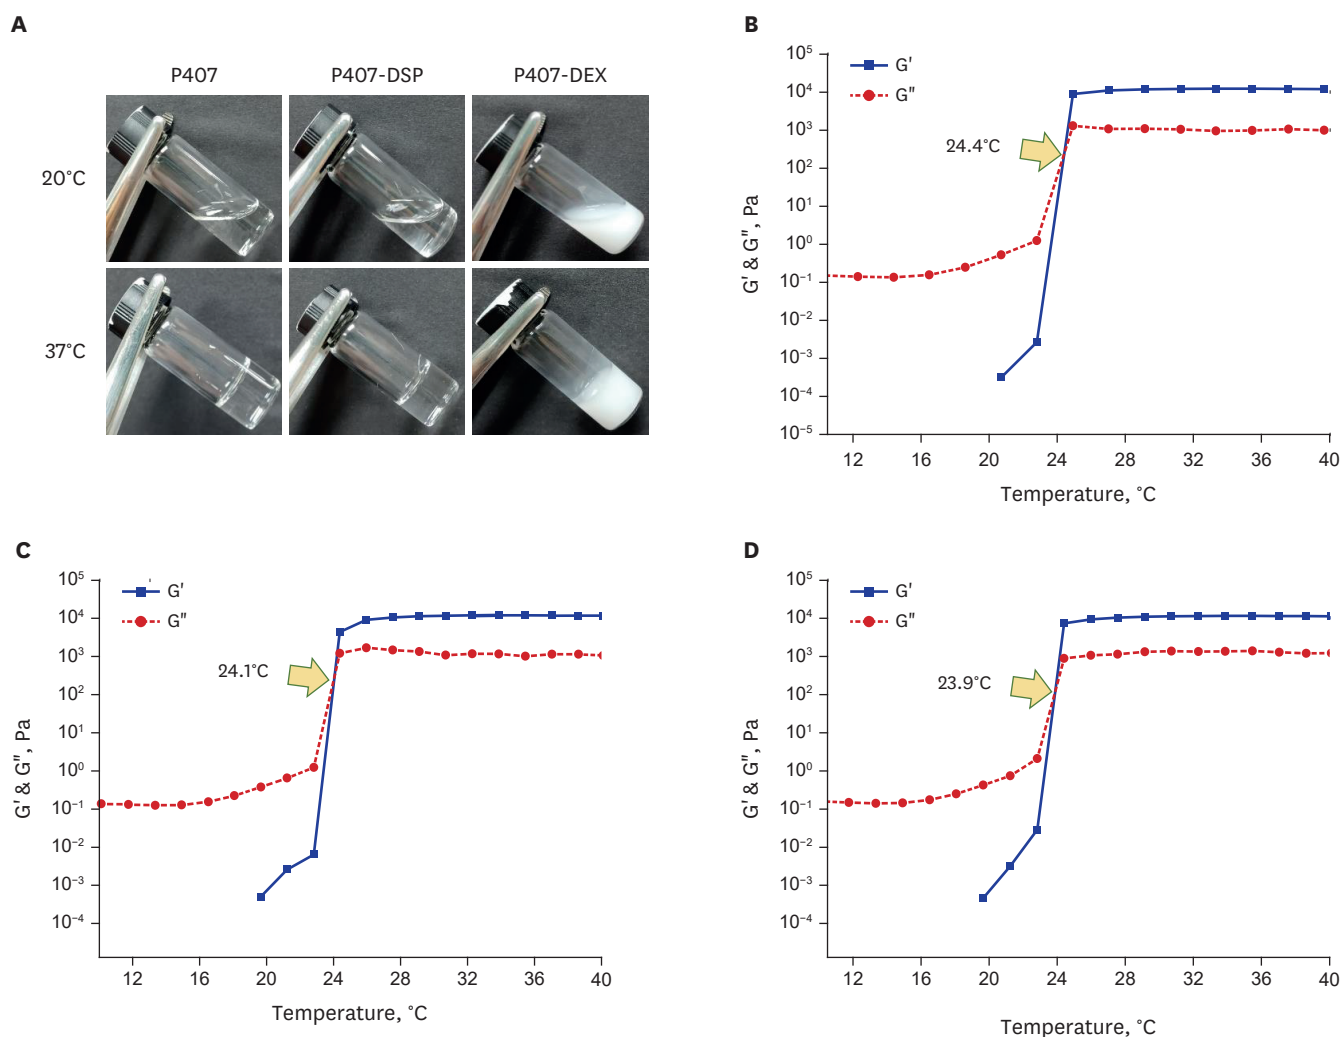 A
P407
P407-DSP
P407-DEX
20°C
37°C
B
G'
G"
24.4°C
G' & G", Pa
10⁵
10⁴
10³
10²
10¹
10⁰
10⁻¹
10⁻²
10⁻³
10⁻⁴
10⁻⁵
12 16 20 24 28 32 36 40
Temperature, °C
C
G'
G"
24.1°C
G' & G", Pa
10⁵
10⁴
10³
10²
10¹
10⁰
10⁻¹
10⁻²
10⁻³
10⁻⁴
12 16 20 24 28 32 36 40
Temperature, °C
D
G'
G"
23.9°C
G' & G", Pa
10⁵
10⁴
10³
10²
10¹
10⁰
10⁻¹
10⁻²
10⁻³
10⁻⁴
12 16 20 24 28 32 36 40
Temperature, °C